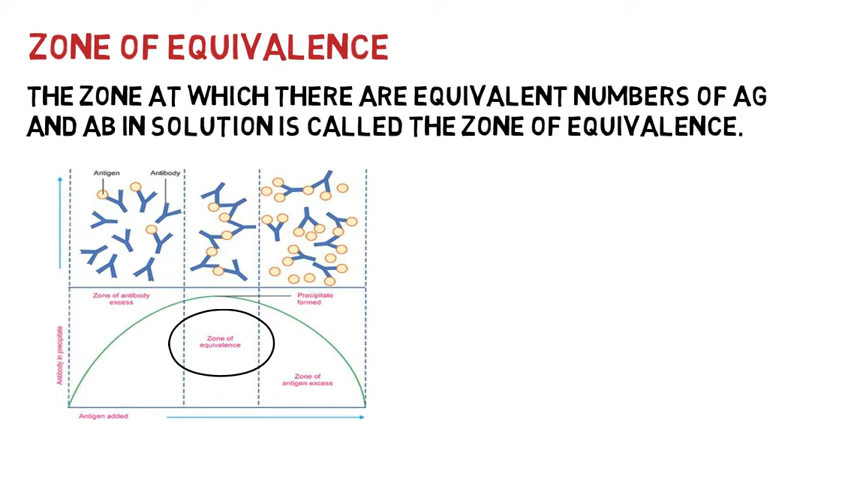 ZONE OF EQUIVALENCE
THE ZONE AT WHICH THERE ARE EQUIVALENT NUMBERS OF AG
AND AB IN SOLUTION IS CALLED THE ZONE OF EQUIVALENCE.
Antigen
Antibody
Zone of antibody
excess
Precipitate
formed
Zone of
equivalence
Zone of
antigen excess
Antibody in precipitate
Antigen added